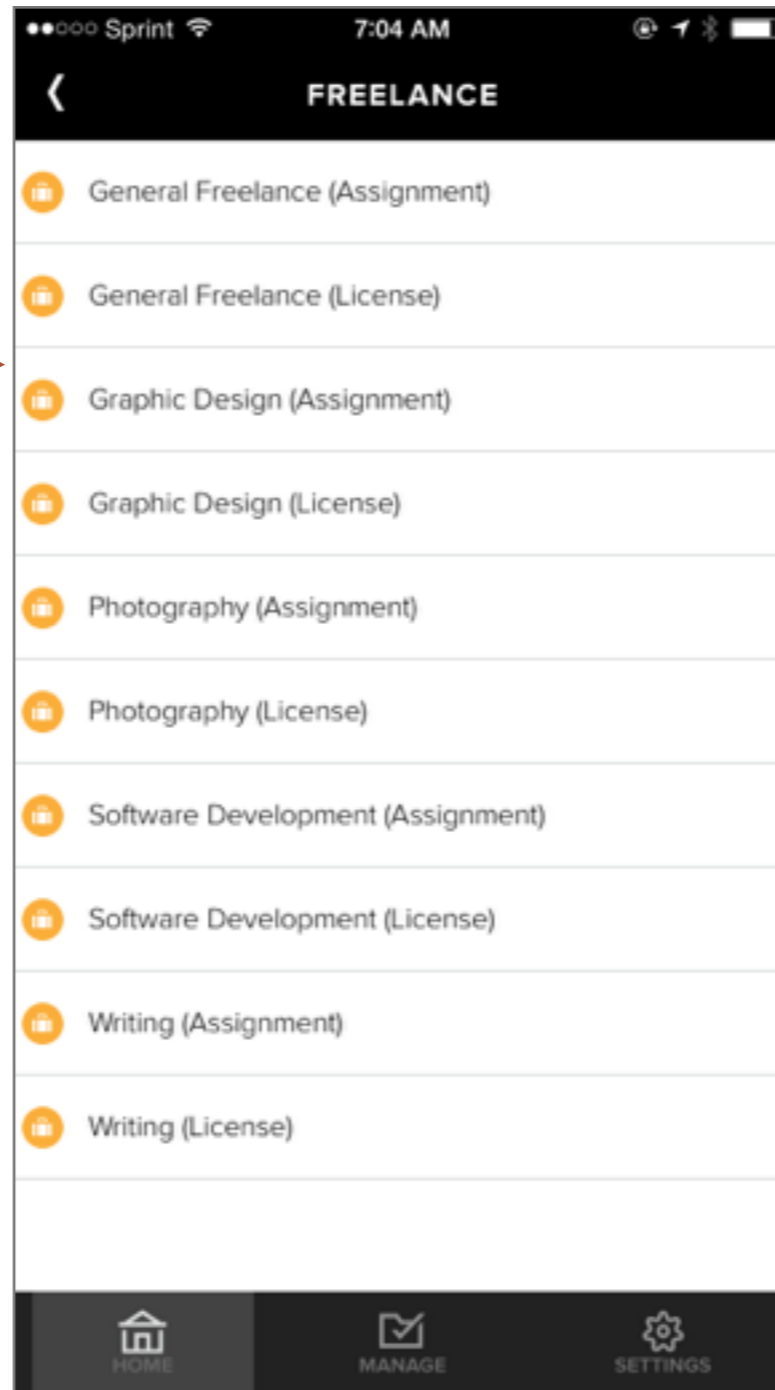 Sprint 7:04 AM
FREELANCE
General Freelance (Assignment)
General Freelance (License)
Graphic Design (Assignment)
Graphic Design (License)
Photography (Assignment)
Photography (License)
Software Development (Assignment)
Software Development (License)
Writing (Assignment)
Writing (License)
HOME MANAGE SETTINGS